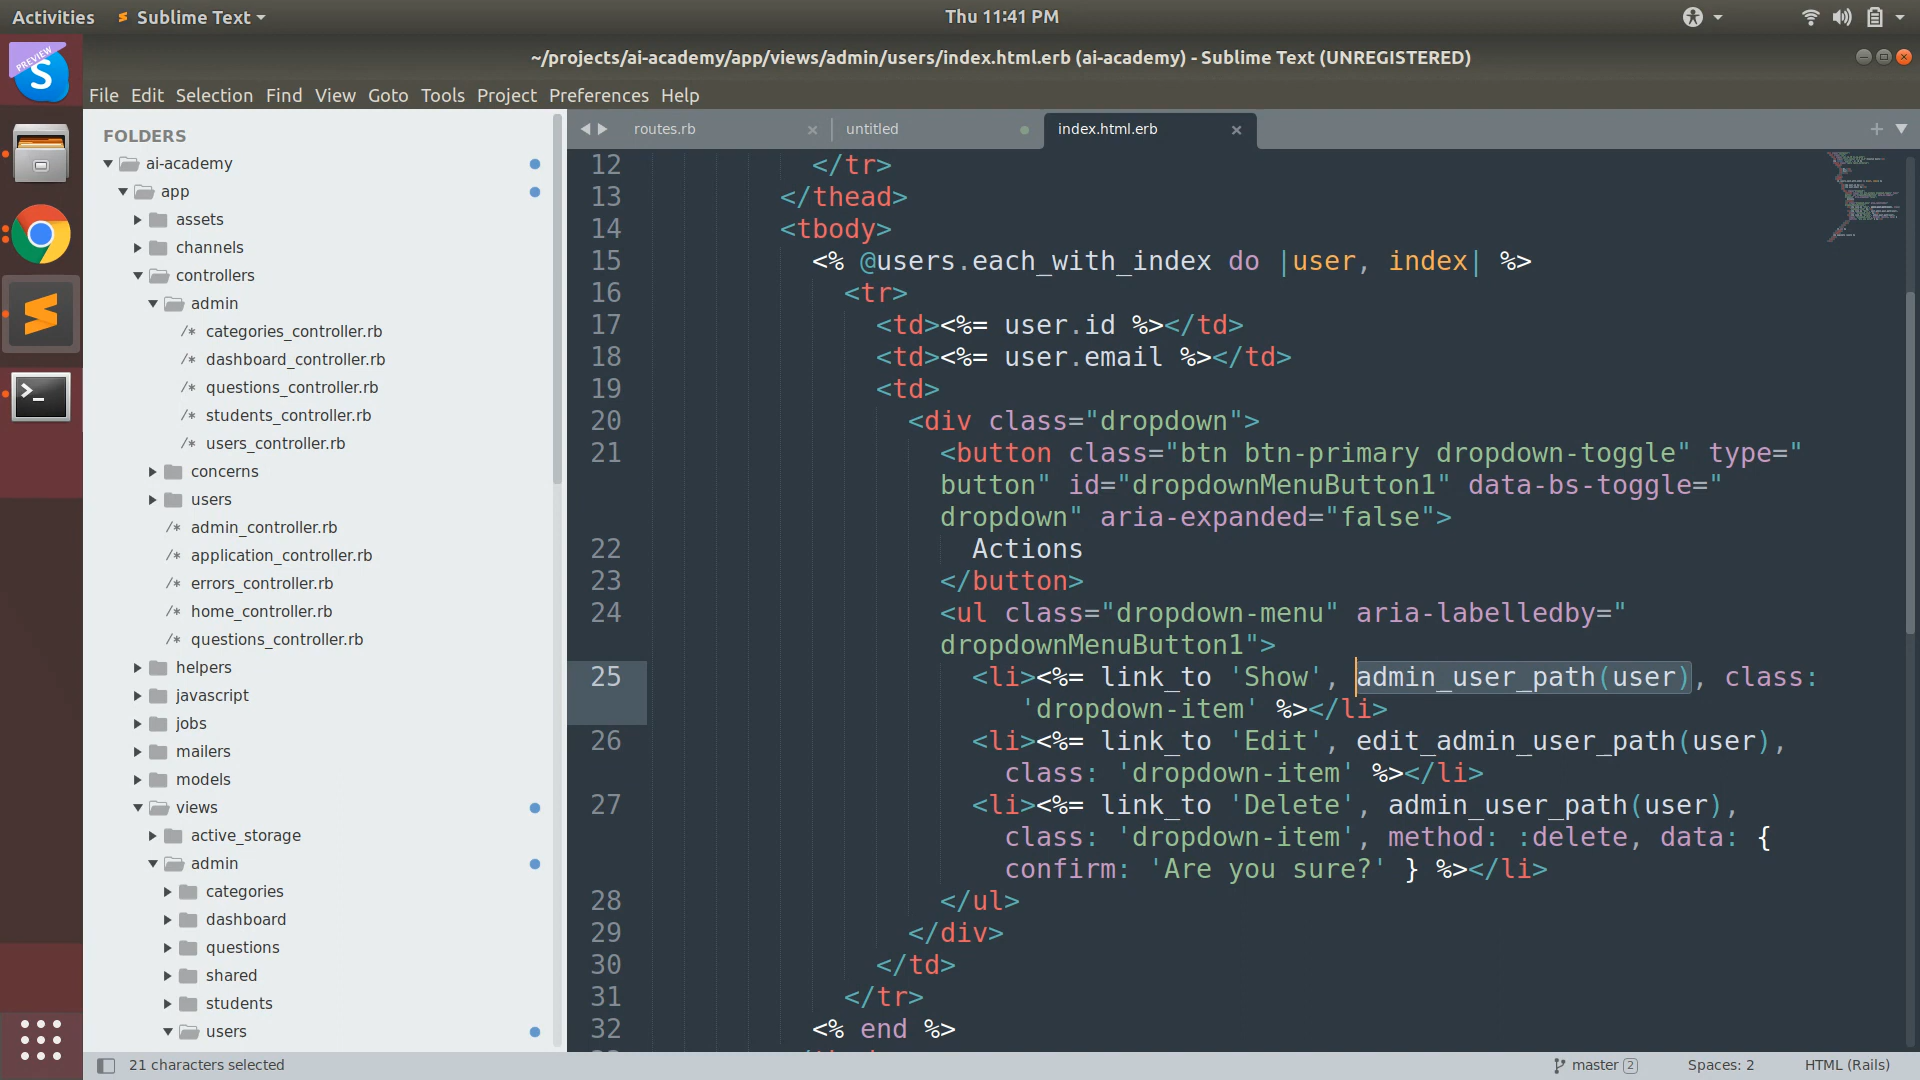 Activities
Sublime Text
Thu 11:41 PM
PREVIEW
S
~/projects/ai-academy/app/views/admin/users/index.html.erb (ai-academy) - Sublime Text (UNREGISTERED)
File Edit Selection Find View Goto Tools Project Preferences Help
FOLDERS
ai-academy
app
assets
channels
controllers
admin
/* categories_controller.rb
/* dashboard_controller.rb
/* questions_controller.rb
/* students_controller.rb
/* users_controller.rb
concerns
users
/* admin_controller.rb
/* application_controller.rb
/* errors_controller.rb
/* home_controller.rb
/* questions_controller.rb
helpers
javascript
jobs
mailers
models
views
active_storage
admin
categories
dashboard
questions
shared
students
users
routes.rb
untitled
index.html.erb
12 </tr>
13 </thead>
14 <tbody>
15 <% @users.each_with_index do |user, index| %>
16 <tr>
17 <td><%= user.id %></td>
18 <td><%= user.email %></td>
19 <td>
20 <div class="dropdown">
21 <button class="btn btn-primary dropdown-toggle" type="
button" id="dropdownMenuButton1" data-bs-toggle="
dropdown" aria-expanded="false">
22 Actions
23 </button>
24 <ul class="dropdown-menu" aria-labelledby="
dropdownMenuButton1">
25 <li><%= link_to 'Show', admin_user_path(user), class:
'dropdown-item' %></li>
26 <li><%= link_to 'Edit', edit_admin_user_path(user),
class: 'dropdown-item' %></li>
27 <li><%= link_to 'Delete', admin_user_path(user),
class: 'dropdown-item', method: :delete, data: {
confirm: 'Are you sure?' } %></li>
28 </ul>
29 </div>
30 </td>
31 </tr>
32 <% end %>
21 characters selected
master 2
Spaces: 2
HTML (Rails)